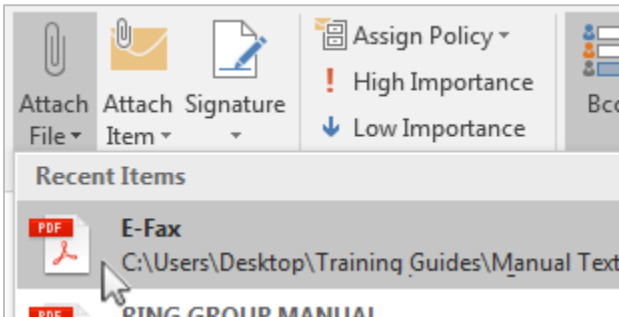 Attach File
Attach Item
Signature
Assign Policy
High Importance
Low Importance
Bcc
Recent Items
PDF
E-Fax
C:\Users\Desktop\Training Guides\Manual Text
PDF
RING GROUP MANUAL